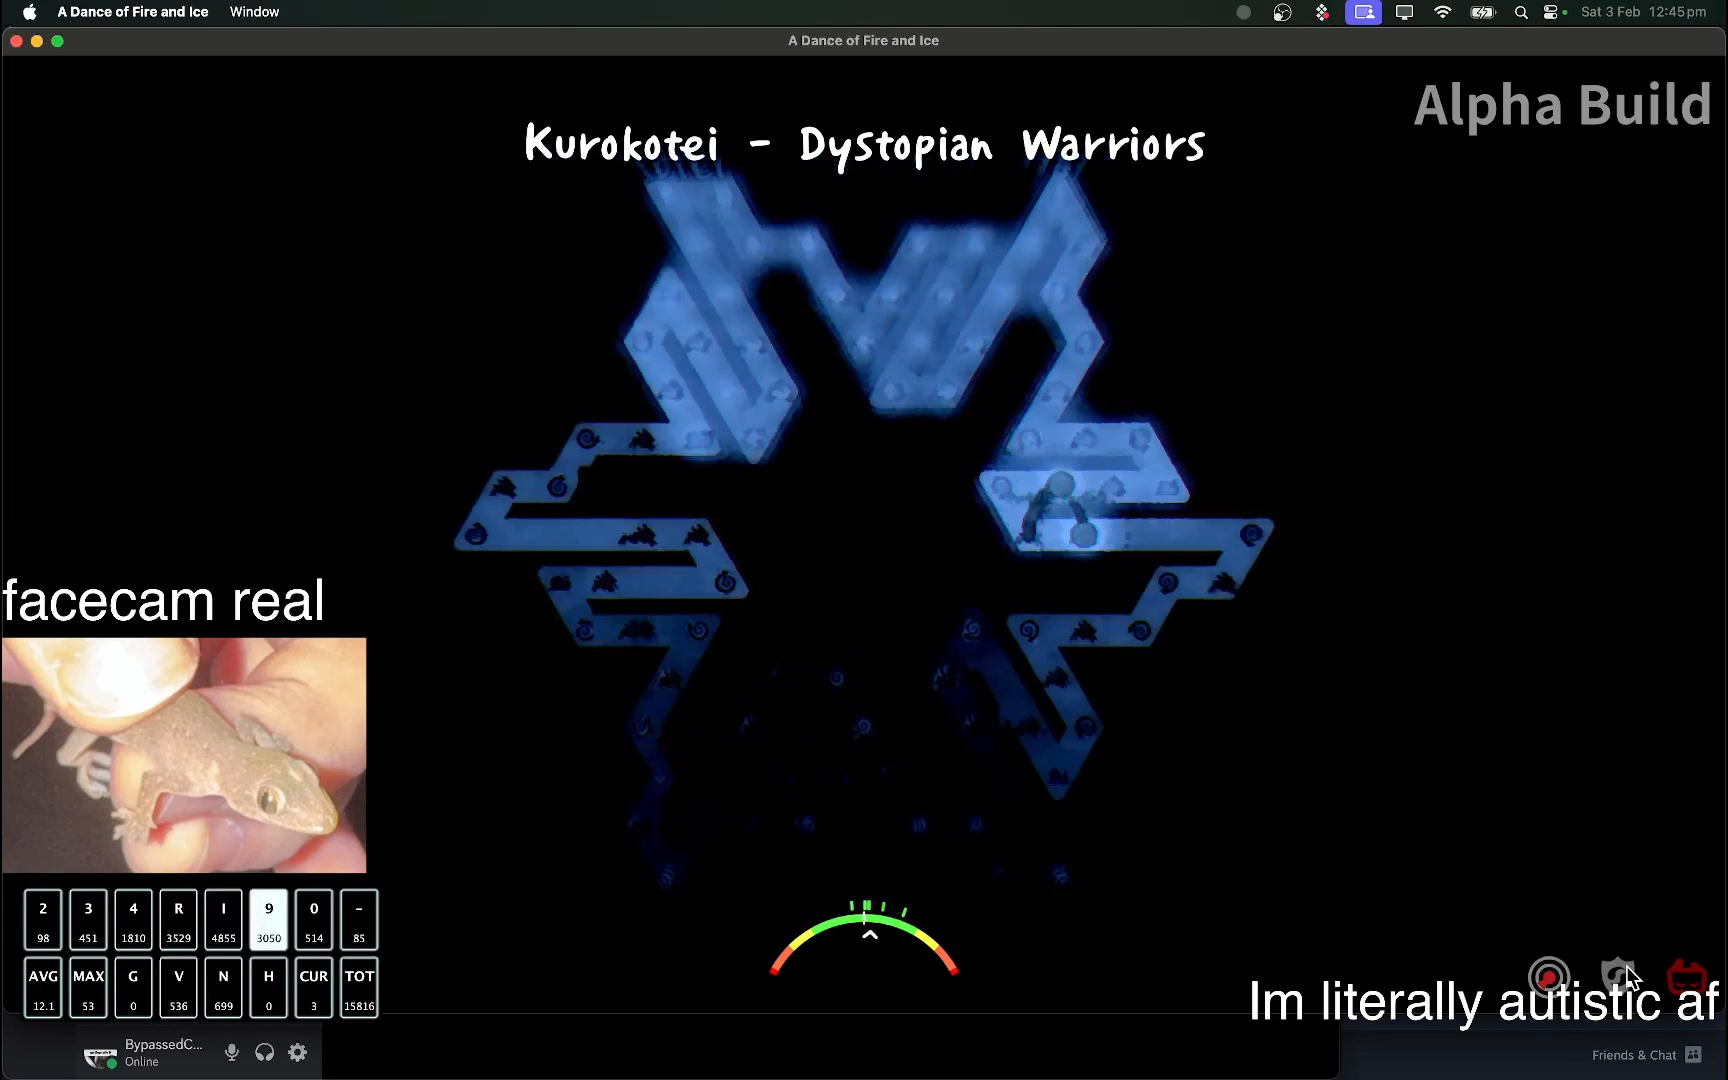 A Dance of Fire and Ice Window Sat 3 Feb 12:45 pm
A Dance of Fire and Ice
Alpha Build
Kurokotei - Dystopian Warriors
facecam real
2 3 4 R I 9 0 -
98 451 1810 3529 4855 3050 514 85
AVG MAX G V N H CUR TOT
12.1 53 0 536 699 0 3 15816
Im literally autistic af
BypassedC...
Online
Friends & Chat